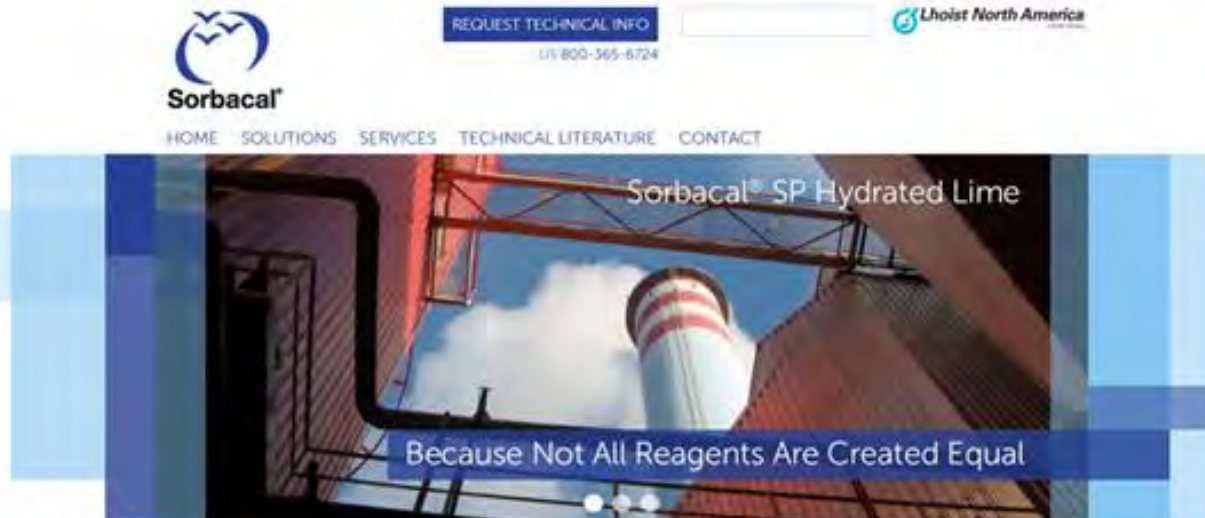 REQUEST TECHNICAL INFO
Lhoist North America
US 800-365-6724
Sorbacal®
HOME SOLUTIONS SERVICES TECHNICAL LITERATURE CONTACT
Sorbacal® SP Hydrated Lime
Because Not All Reagents Are Created Equal